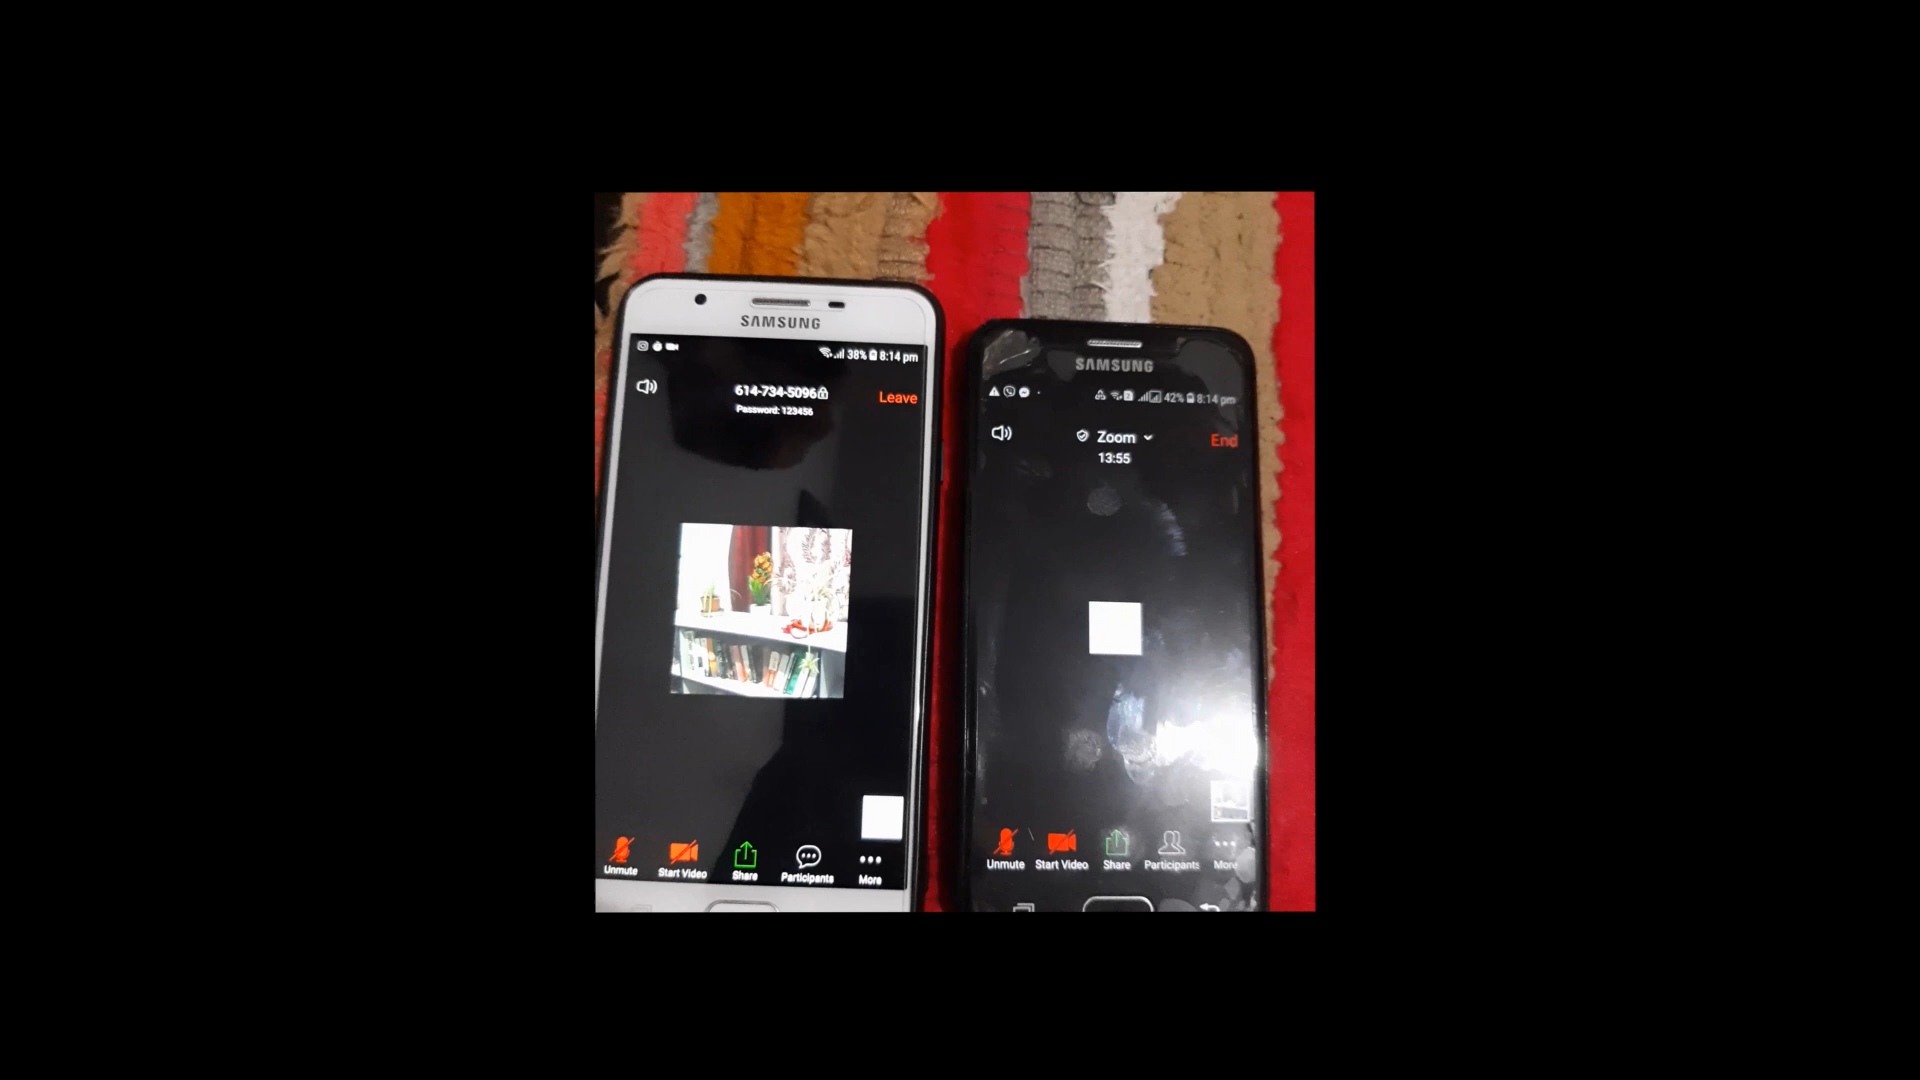 SAMSUNG
38% 8:14 pm
614-734-5096
Leave
Password: 123456
Unmute
Start Video
Share
Participants
More
SAMSUNG
42% 8:14 pm
Zoom
End
13:55
Unmute
Start Video
Share
Participants
More